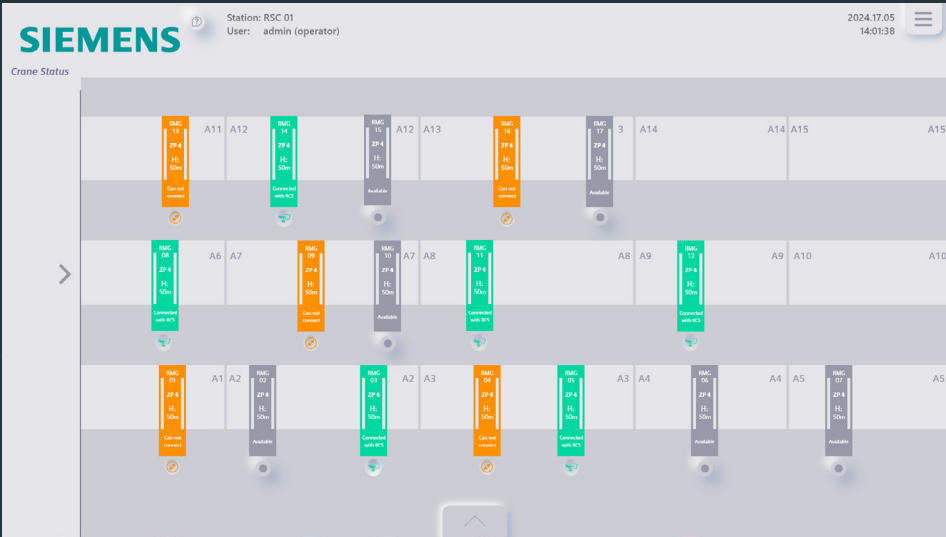 SIEMENS
Station: RSC 01
User: admin (operator)
2024.17.05
14:01:38
Crane Status
RMG 13 ZP 4 H: 50m Can not connect
A11 A12
RMG 14 ZP 4 H: 50m Connected with RCS
RMG 15 ZP 4 H: 50m Available
A12 A13
RMG 16 ZP 4 H: 50m Can not connect
RMG 17 ZP 4 H: 50m Available
3 A14
A14 A15
A15
RMG 08 ZP 4 H: 50m Connected with RCS
A6 A7
RMG 09 ZP 4 H: 50m Can not connect
RMG 10 ZP 4 H: 50m Available
A7 A8
RMG 11 ZP 4 H: 50m Connected with RCS
A8 A9
RMG 12 ZP 4 H: 50m Connected with RCS
A9 A10
A10
RMG 01 ZP 4 H: 50m Can not connect
A1 A2
RMG 02 ZP 4 H: 50m Available
RMG 03 ZP 4 H: 50m Connected with RCS
A2 A3
RMG 04 ZP 4 H: 50m Can not connect
RMG 05 ZP 4 H: 50m Connected with RCS
A3 A4
RMG 06 ZP 4 H: 50m Available
A4 A5
RMG 07 ZP 4 H: 50m Available
A5